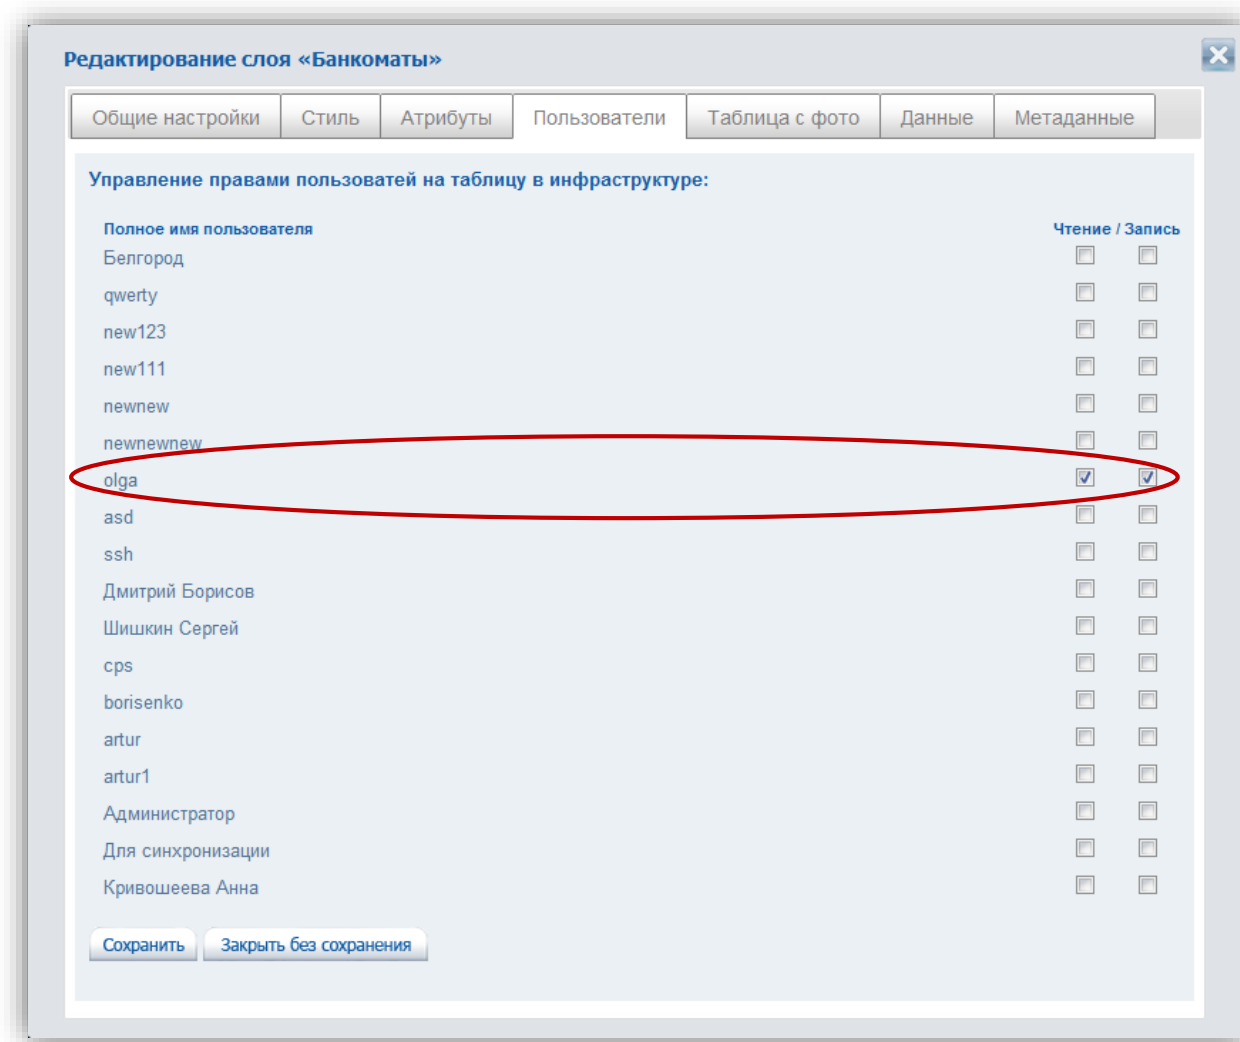 Редактирование слоя «Банкоматы»
Общие настройки Стиль Атрибуты Пользователи Таблица с фото Данные Метаданные
Управление правами пользоватей на таблицу в инфраструктуре:
Полное имя пользователя Чтение / Запись
Белгород
qwerty
new123
new111
newnew
newnewnew
olga
asd
ssh
Дмитрий Борисов
Шишкин Сергей
cps
borisenko
artur
artur1
Администратор
Для синхронизации
Кривошеева Анна
Сохранить Закрыть без сохранения